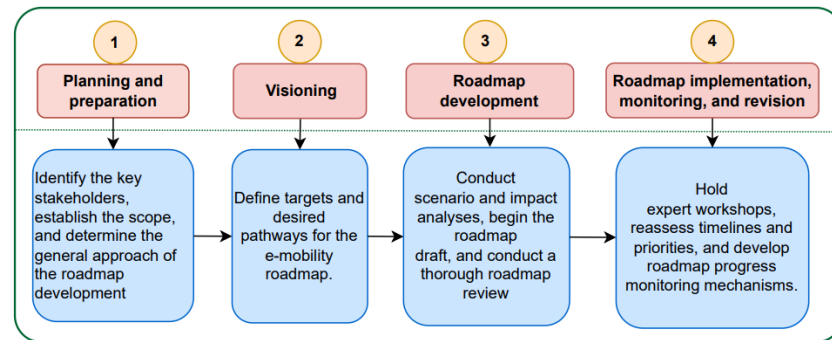 1
Planning and
preparation
2
Visioning
3
Roadmap
development
4
Roadmap implementation,
monitoring, and revision
Identify the key
stakeholders,
establish the scope,
and determine the
general approach of
the roadmap
development
Define targets and
desired
pathways for the
e-mobility
roadmap.
Conduct
scenario and impact
analyses, begin the
roadmap
draft, and conduct a
thorough roadmap
review
Hold
expert workshops,
reassess timelines and
priorities, and develop
roadmap progress
monitoring mechanisms.